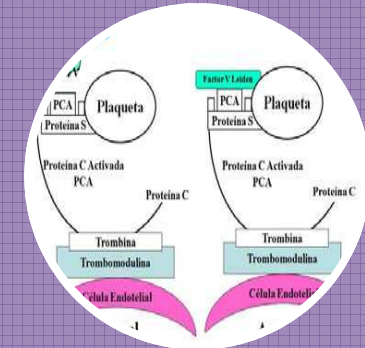 PCA
Plaqueta
Proteína S
Proteína C Activada
PCA
Proteína C
Trombina
Trombomodulina
Célula Endotelial
Factor V Leiden
PCA
Plaqueta
Proteína S
Proteína C Activada
PCA
Proteína C
Trombina
Trombomodulina
Célula